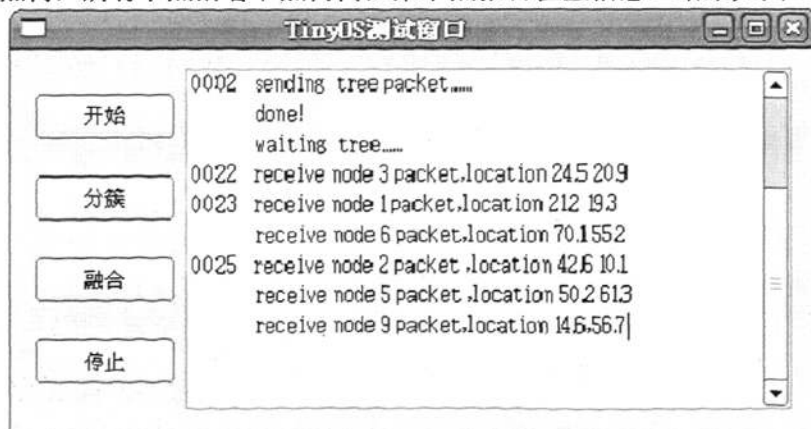 TinyOS测试窗口
开始
分簇
融合
停止
0002 sending tree packet......
done!
waiting tree......
0022 receive node 3 packet,location 24.5 20.9
0023 receive node 1 packet,location 21.2 19.3
receive node 6 packet,location 70.1 55.2
0025 receive node 2 packet ,location 42.6 10.1
receive node 5 packet ,location 50.2 61.3
receive node 9 packet,location 14.6,56.7